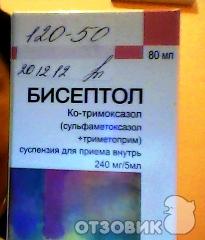 120-50
80 мл
20 12 12
БИСЕПТОЛ
Ко-тримоксазол
(сульфаметоксазол
+триметоприм)
суспензия для приема внутрь
240 мг/5мл
ОТЗОВИК